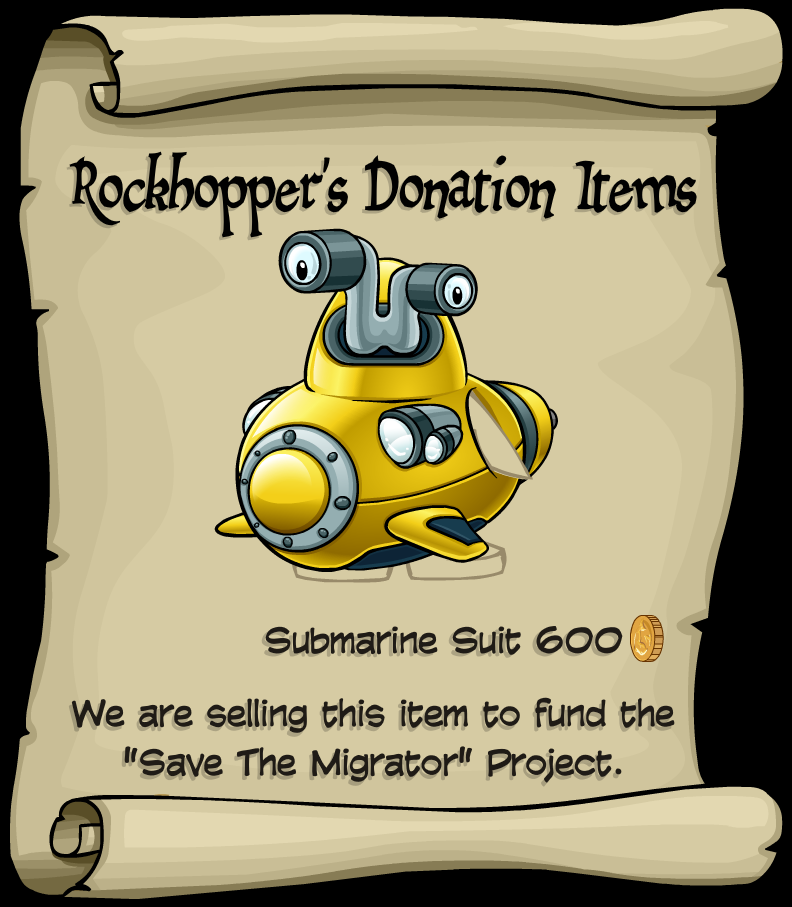 Rockhopper's Donation Items
Submarine Suit 600
We are selling this item to fund the
"Save The Migrator" Project.